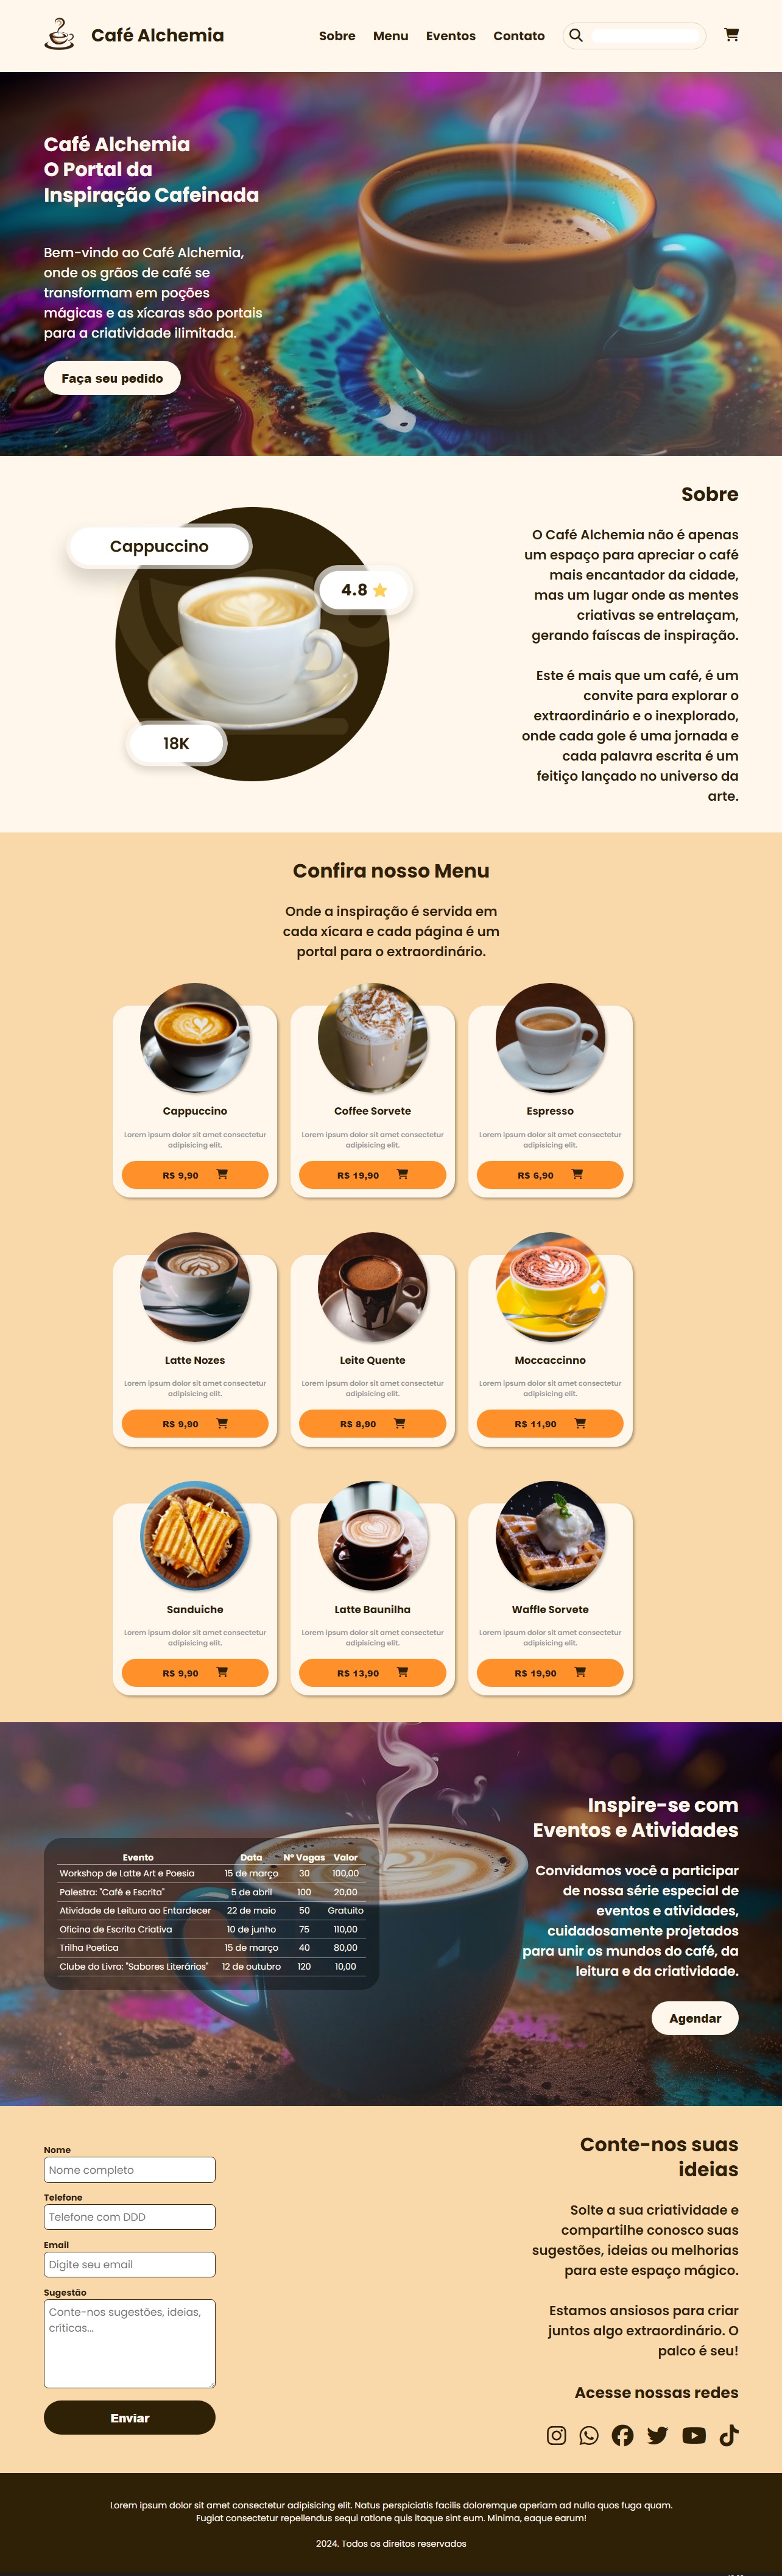 Café Alchemia
Sobre
Menu
Eventos
Contato
Café Alchemia
O Portal da
Inspiração Cafeinada
Bem-vindo ao Café Alchemia,
onde os grãos de café se
transformam em poções
mágicas e as xícaras são portais
para a criatividade ilimitada.
Faça seu pedido
Cappuccino
4.8
18K
Sobre
O Café Alchemia não é apenas
um espaço para apreciar o café
mais encantador da cidade,
mas um lugar onde as mentes
criativas se entrelaçam,
gerando faíscas de inspiração.
Este é mais que um café, é um
convite para explorar o
extraordinário e o inexplorado,
onde cada gole é uma jornada e
cada palavra escrita é um
feitiço lançado no universo da
arte.
Confira nosso Menu
Onde a inspiração é servida em
cada xícara e cada página é um
portal para o extraordinário.
Cappuccino
Lorem ipsum dolor sit amet consectetur
adipisicing elit.
R$ 9,90
Coffee Sorvete
Lorem ipsum dolor sit amet consectetur
adipisicing elit.
R$ 19,90
Espresso
Lorem ipsum dolor sit amet consectetur
adipisicing elit.
R$ 6,90
Latte Nozes
Lorem ipsum dolor sit amet consectetur
adipisicing elit.
R$ 9,90
Leite Quente
Lorem ipsum dolor sit amet consectetur
adipisicing elit.
R$ 8,90
Moccaccinno
Lorem ipsum dolor sit amet consectetur
adipisicing elit.
R$ 11,90
Sanduiche
Lorem ipsum dolor sit amet consectetur
adipisicing elit.
R$ 9,90
Latte Baunilha
Lorem ipsum dolor sit amet consectetur
adipisicing elit.
R$ 13,90
Waffle Sorvete
Lorem ipsum dolor sit amet consectetur
adipisicing elit.
R$ 19,90
Evento Data Nº Vagas Valor
Workshop de Latte Art e Poesia 15 de março 30 100,00
Palestra: "Café e Escrita" 5 de abril 100 20,00
Atividade de Leitura ao Entardecer 22 de maio 50 Gratuito
Oficina de Escrita Criativa 10 de junho 75 110,00
Trilha Poetica 15 de março 40 80,00
Clube do Livro: "Sabores Literários" 12 de outubro 120 10,00
Inspire-se com
Eventos e Atividades
Convidamos você a participar
de nossa série especial de
eventos e atividades,
cuidadosamente projetados
para unir os mundos do café, da
leitura e da criatividade.
Agendar
Nome
Nome completo
Telefone
Telefone com DDD
Email
Digite seu email
Sugestão
Conte-nos sugestões, ideias,
críticas...
Enviar
Conte-nos suas
ideias
Solte a sua criatividade e
compartilhe conosco suas
sugestões, ideias ou melhorias
para este espaço mágico.
Estamos ansiosos para criar
juntos algo extraordinário. O
palco é seu!
Acesse nossas redes
Lorem ipsum dolor sit amet consectetur adipisicing elit. Natus perspiciatis facilis doloremque aperiam ad nulla quos fuga quam.
Fugiat consectetur repellendus sequi ratione quis itaque sint eum. Minima, eaque earum!
2024. Todos os direitos reservados